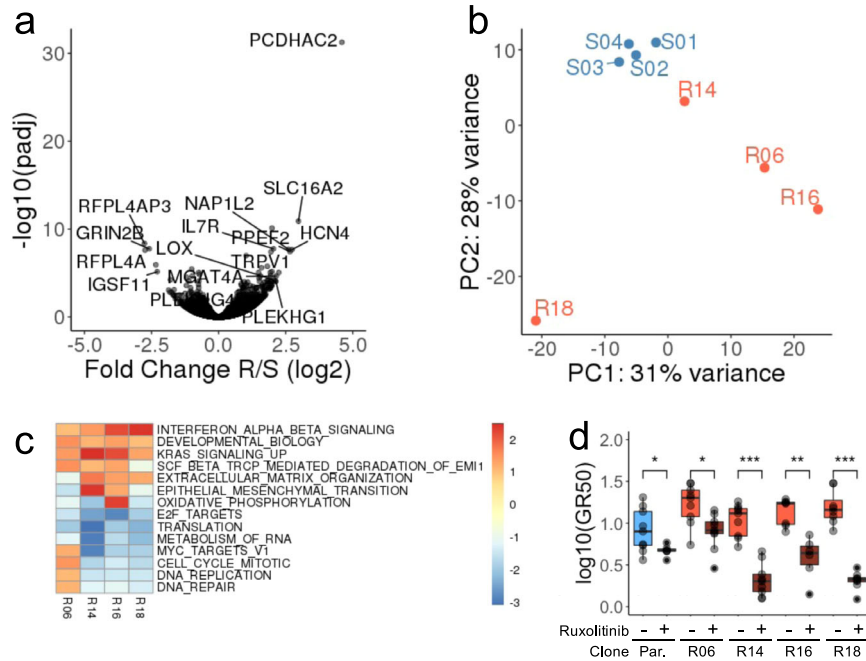 a
PCDHAC2
SLC16A2
NAP1L2
RFPL4AP3
IL7R
HCN4
GRIN2B
PPEF2
LOX
RFPL4A
TRPV1
MGAT4A
IGSF11
PLEKHG4
PLEKHG1
30
20
10
0
-log10(padj)
-5.0
-2.5
0.0
2.5
5.0
Fold Change R/S (log2)
b
S04
S01
S03
S02
R14
R06
R16
R18
10
0
-10
-20
PC2: 28% variance
-20
0
20
PC1: 31% variance
c
INTERFERON_ALPHA_BETA_SIGNALING
DEVELOPMENTAL_BIOLOGY
KRAS_SIGNALING_UP
SCF_BETA_TRCP_MEDIATED_DEGRADATION_OF_EMI1
EXTRACELLULAR_MATRIX_ORGANIZATION
EPITHELIAL_MESENCHYMAL_TRANSITION
OXIDATIVE_PHOSPHORYLATION
E2F_TARGETS
TRANSLATION
METABOLISM_OF_RNA
MYC_TARGETS_V1
CELL_CYCLE_MITOTIC
DNA_REPLICATION
DNA_REPAIR
R06
R14
R16
R18
2
1
0
-1
-2
-3
d
* * *** ** ***
2.0
1.5
1.0
0.5
0.0
log10(GR50)
Ruxolitinib - + - + - + - + - +
Clone Par. R06 R14 R16 R18